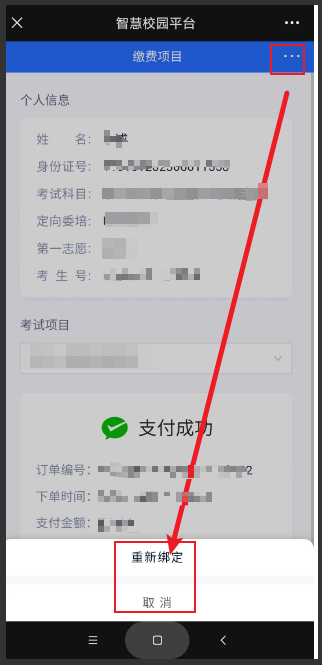 智慧校园平台
缴费项目
个人信息
姓 名：
身份证号：
考试科目：
定向委培：
第一志愿：
考 生 号：
考试项目
支付成功
订单编号：
下单时间：
支付金额：
重新绑定
取 消